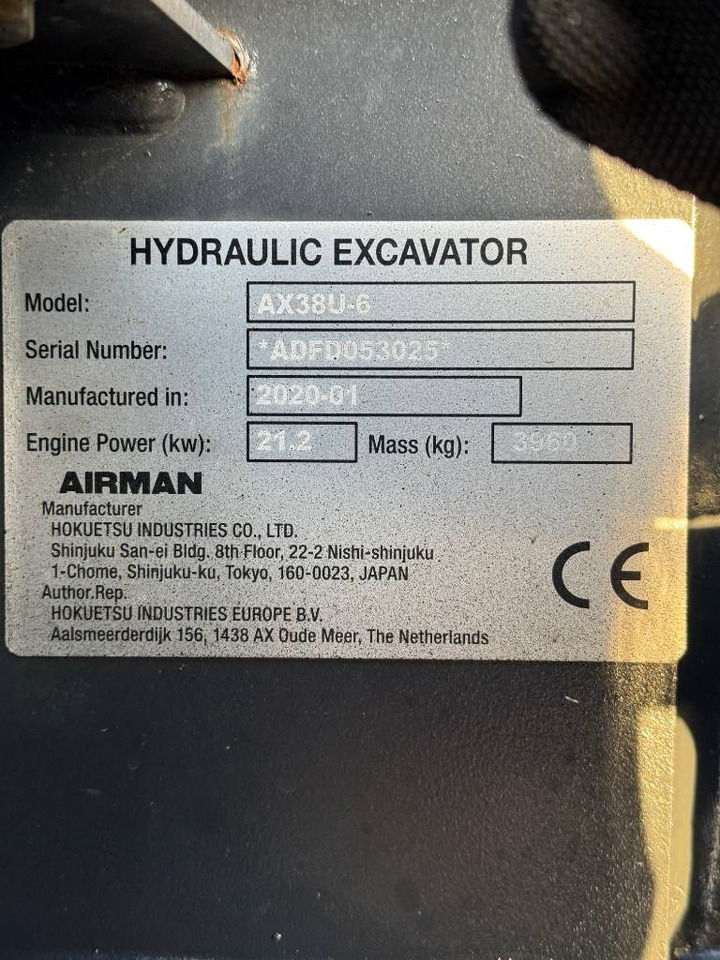 HYDRAULIC EXCAVATOR
Model: AX38U-6
Serial Number: *ADFD053025*
Manufactured in: 2020-01
Engine Power (kw): 21.2 Mass (kg): 3960
AIRMAN
Manufacturer
HOKUETSU INDUSTRIES CO., LTD.
Shinjuku San-ei Bldg. 8th Floor, 22-2 Nishi-shinjuku
1-Chome, Shinjuku-ku, Tokyo, 160-0023, JAPAN
Author.Rep.
HOKUETSU INDUSTRIES EUROPE B.V.
Aalsmeerderdijk 156, 1438 AX Oude Meer, The Netherlands
CE